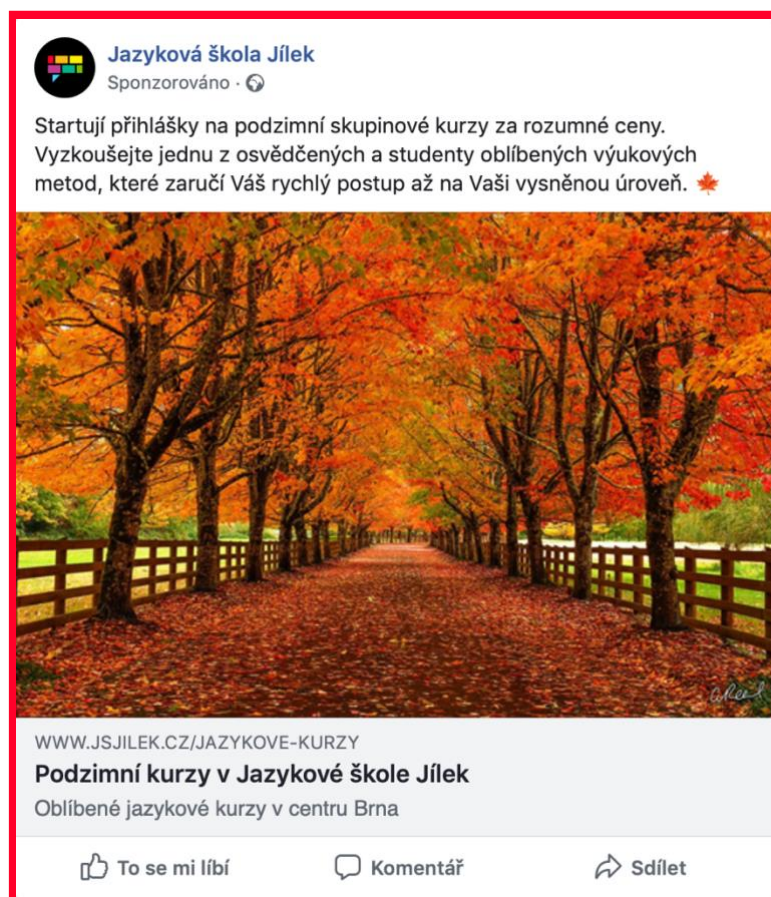 Jazyková škola Jílek
Sponzorováno ·
Startují přihlášky na podzimní skupinové kurzy za rozumné ceny.
Vyzkoušejte jednu z osvědčených a studenty oblíbených výukových
metod, které zaručí Váš rychlý postup až na Vaši vysněnou úroveň.
WWW.JSJILEK.CZ/JAZYKOVE-KURZY
Podzimní kurzy v Jazykové škole Jílek
Oblíbené jazykové kurzy v centru Brna
To se mi líbí Komentář Sdílet